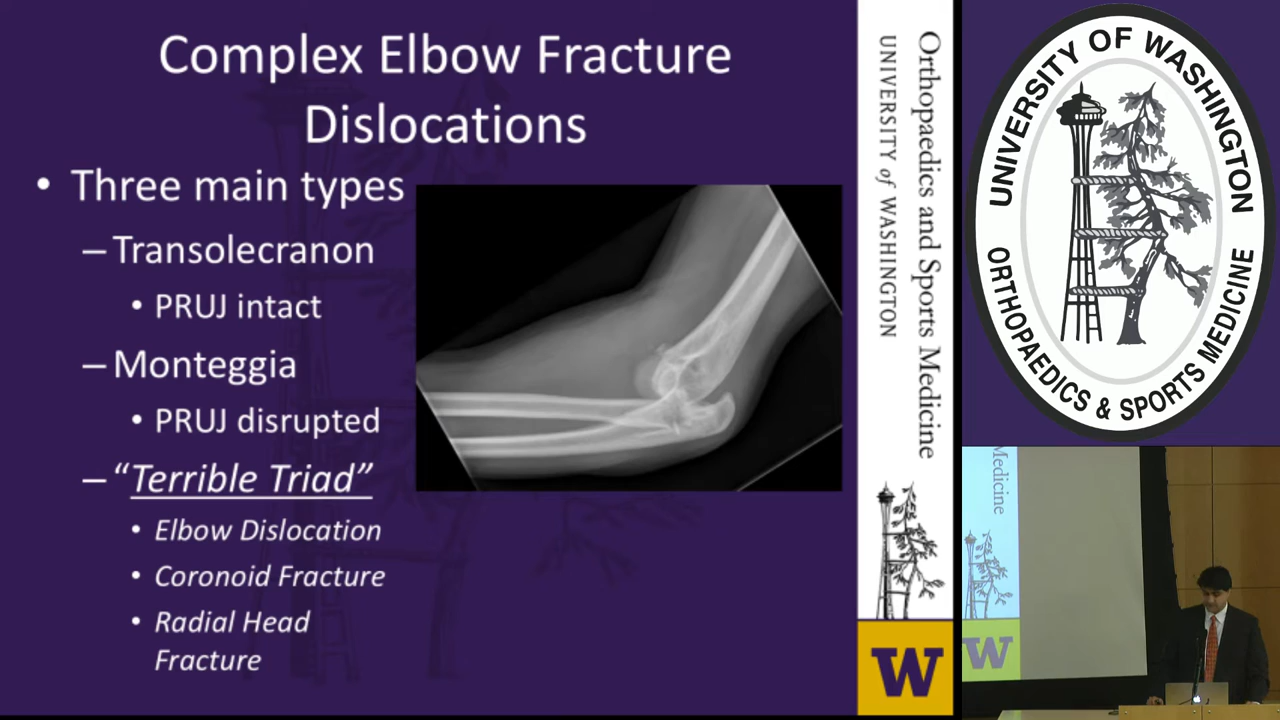 Complex Elbow Fracture
Dislocations
• Three main types
– Transolecranon
• PRUJ intact
– Monteggia
• PRUJ disrupted
– “Terrible Triad”
• Elbow Dislocation
• Coronoid Fracture
• Radial Head
Fracture
Orthopaedics and Sports Medicine
UNIVERSITY of WASHINGTON
W
UNIVERSITY OF WASHINGTON
ORTHOPAEDICS & SPORTS MEDICINE
Medicine
W